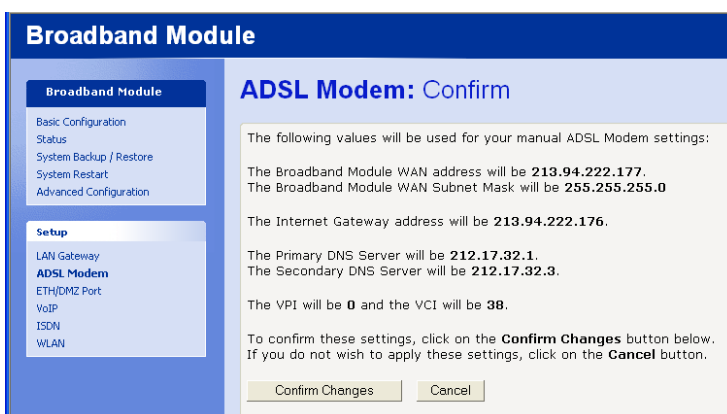 Broadband Module
Broadband Module
Basic Configuration
Status
System Backup / Restore
System Restart
Advanced Configuration
Setup
LAN Gateway
ADSL Modem
ETH/DMZ Port
VoIP
ISDN
WLAN
ADSL Modem: Confirm
The following values will be used for your manual ADSL Modem settings:
The Broadband Module WAN address will be 213.94.222.177.
The Broadband Module WAN Subnet Mask will be 255.255.255.0
The Internet Gateway address will be 213.94.222.176.
The Primary DNS Server will be 212.17.32.1.
The Secondary DNS Server will be 212.17.32.3.
The VPI will be 0 and the VCI will be 38.
To confirm these settings, click on the Confirm Changes button below.
If you do not wish to apply these settings, click on the Cancel button.
Confirm Changes
Cancel